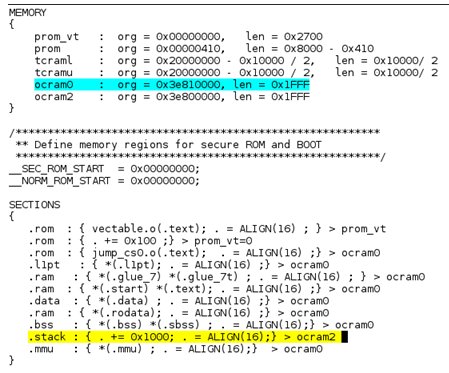 MEMORY
{
prom_vt : org = 0x00000000, len = 0x2700
prom : org = 0x00000410, len = 0x8000 - 0x410
tcraml : org = 0x20000000 - 0x10000 / 2, len = 0x10000/ 2
tcramu : org = 0x20000000 - 0x10000 / 2, len = 0x10000/ 2
ocram0 : org = 0x3e810000, len = 0x1FFF
ocram2 : org = 0x3e800000, len = 0x1FFF
}
/*********************************************************
** Define memory regions for secure ROM and BOOT
*********************************************************/
__SEC_ROM_START = 0x00000000;
__NORM_ROM_START = 0x00000000;
SECTIONS
{
.rom : { vectable.o(.text); . = ALIGN(16) ; } > prom_vt
.rom : { . += 0x100 ;} > prom_vt=0
.rom : { jump_cs0.o(.text); . = ALIGN(16) ;} > ocram0
.l1pt : { *(.l1pt); . = ALIGN(16) ;} > ocram0
.ram : { *(.glue_7) *(.glue_7t) ; . = ALIGN(16) ; } > ocram0
.ram : { *(.start) *(.text); . = ALIGN(16) ;} > ocram0
.data : { *(.data) ; . = ALIGN(16) ;} > ocram0
.ram : { *(.rodata); . = ALIGN(16) ;} > ocram0
.bss : { *(.bss) *(.sbss) ; . = ALIGN(16) ;}> ocram0
.stack : { . += 0x1000; . = ALIGN(16);} > ocram2
.mmu : { *(.mmu) ; . = ALIGN(16);} > ocram0
}